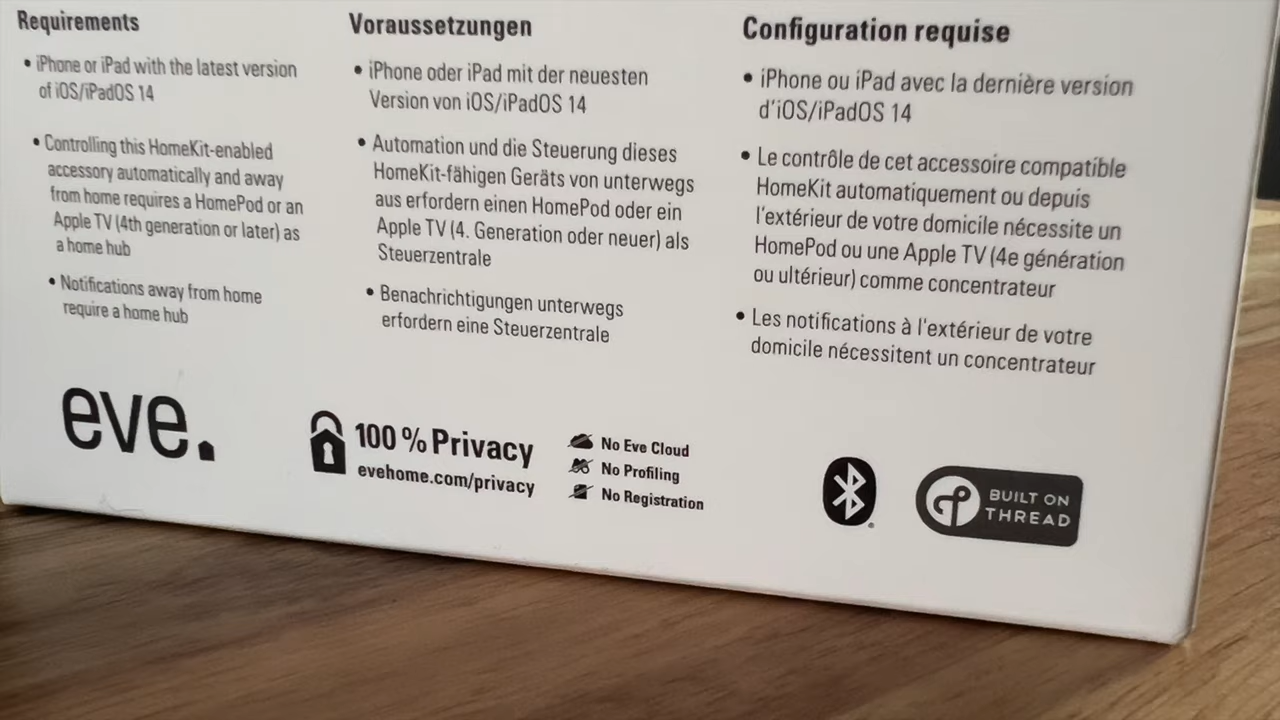 Requirements
• iPhone or iPad with the latest version
of iOS/iPadOS 14
• Controlling this HomeKit-enabled
accessory automatically and away
from home requires a HomePod or an
Apple TV (4th generation or later) as
a home hub
• Notifications away from home
require a home hub
Voraussetzungen
• iPhone oder iPad mit der neuesten
Version von iOS/iPadOS 14
• Automation und die Steuerung dieses
HomeKit-fähigen Geräts von unterwegs
aus erfordern einen HomePod oder ein
Apple TV (4. Generation oder neuer) als
Steuerzentrale
• Benachrichtigungen unterwegs
erfordern eine Steuerzentrale
Configuration requise
• iPhone ou iPad avec la dernière version
d'iOS/iPadOS 14
• Le contrôle de cet accessoire compatible
HomeKit automatiquement ou depuis
l'extérieur de votre domicile nécessite un
HomePod ou une Apple TV (4e génération
ou ultérieur) comme concentrateur
• Les notifications à l'extérieur de votre
domicile nécessitent un concentrateur
eve.
100 % Privacy
evehome.com/privacy
No Eve Cloud
No Profiling
No Registration
BUILT ON
THREAD